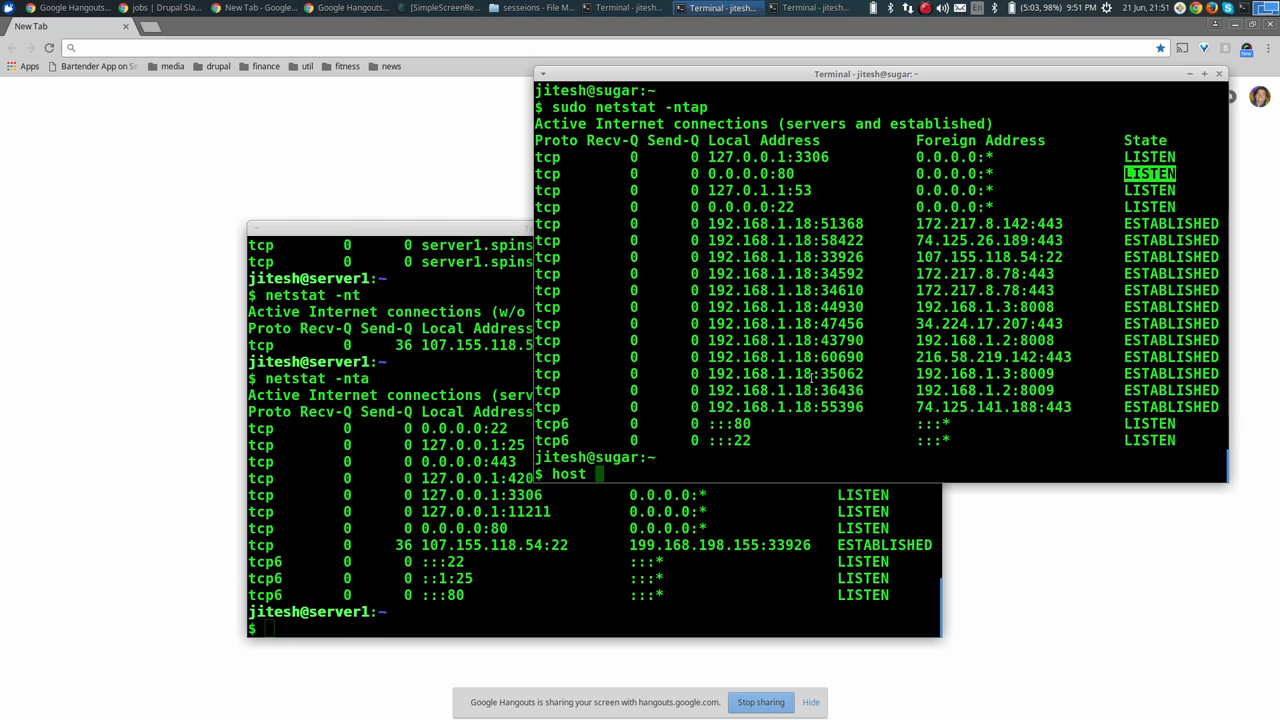 Google Hangouts... jobs | Drupal Sla... New Tab - Google... Google Hangouts... [SimpleScreenRe... sesseions - File M... Terminal - jitesh... Terminal - jitesh... Terminal - jitesh... En (5:03, 98%) 9:51 PM 21 Jun, 21:51
New Tab
Apps Bartender App on S media drupal finance util fitness news
Terminal - jitesh@sugar: ~
jitesh@sugar:~
$ sudo netstat -ntap
Active Internet connections (servers and established)
Proto Recv-Q Send-Q Local Address Foreign Address State
tcp 0 0 127.0.0.1:3306 0.0.0.0:* LISTEN
tcp 0 0 0.0.0.0:80 0.0.0.0:* LISTEN
tcp 0 0 127.0.1.1:53 0.0.0.0:* LISTEN
tcp 0 0 0.0.0.0:22 0.0.0.0:* LISTEN
tcp 0 0 192.168.1.18:51368 172.217.8.142:443 ESTABLISHED
tcp 0 0 192.168.1.18:58422 74.125.26.189:443 ESTABLISHED
tcp 0 0 192.168.1.18:33926 107.155.118.54:22 ESTABLISHED
tcp 0 0 192.168.1.18:34592 172.217.8.78:443 ESTABLISHED
tcp 0 0 192.168.1.18:34610 172.217.8.78:443 ESTABLISHED
tcp 0 0 192.168.1.18:44930 192.168.1.3:8008 ESTABLISHED
tcp 0 0 192.168.1.18:47456 34.224.17.207:443 ESTABLISHED
tcp 0 0 192.168.1.18:43790 192.168.1.2:8008 ESTABLISHED
tcp 0 0 192.168.1.18:60690 216.58.219.142:443 ESTABLISHED
tcp 0 0 192.168.1.18:35062 192.168.1.3:8009 ESTABLISHED
tcp 0 0 192.168.1.18:36436 192.168.1.2:8009 ESTABLISHED
tcp 0 0 192.168.1.18:55396 74.125.141.188:443 ESTABLISHED
tcp6 0 0 :::80 :::* LISTEN
tcp6 0 0 :::22 :::* LISTEN
jitesh@sugar:~
$ host
tcp 0 0 server1.spins
tcp 0 0 server1.spins
jitesh@server1:~
$ netstat -nt
Active Internet connections (w/o
Proto Recv-Q Send-Q Local Address
tcp 0 36 107.155.118.5
jitesh@server1:~
$ netstat -nta
Active Internet connections (serv
Proto Recv-Q Send-Q Local Address
tcp 0 0 0.0.0.0:22
tcp 0 0 127.0.0.1:25
tcp 0 0 0.0.0.0:443
tcp 0 0 127.0.0.1:420
tcp 0 0 127.0.0.1:3306 0.0.0.0:* LISTEN
tcp 0 0 127.0.0.1:11211 0.0.0.0:* LISTEN
tcp 0 0 0.0.0.0:80 0.0.0.0:* LISTEN
tcp 0 36 107.155.118.54:22 199.168.198.155:33926 ESTABLISHED
tcp6 0 0 :::22 :::* LISTEN
tcp6 0 0 ::1:25 :::* LISTEN
tcp6 0 0 :::80 :::* LISTEN
jitesh@server1:~
$
Google Hangouts is sharing your screen with hangouts.google.com. Stop sharing Hide